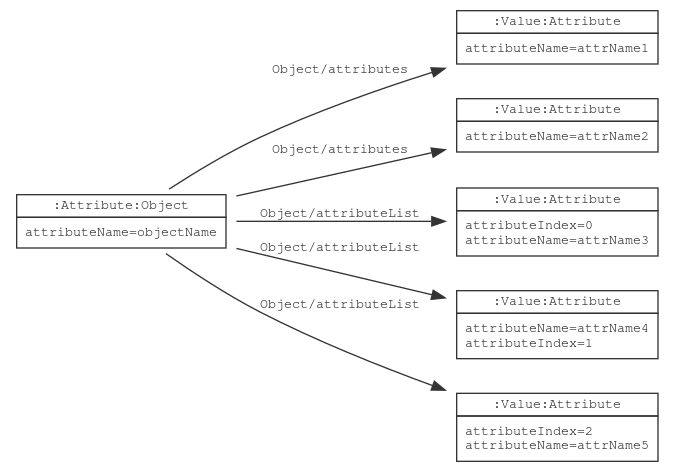 :Value:Attribute
attributeName=attrName1
Object/attributes
:Value:Attribute
attributeName=attrName2
Object/attributes
:Attribute:Object
attributeName=objectName
Object/attributeList
:Value:Attribute
attributeIndex=0
attributeName=attrName3
Object/attributeList
:Value:Attribute
attributeName=attrName4
attributeIndex=1
Object/attributeList
:Value:Attribute
attributeIndex=2
attributeName=attrName5